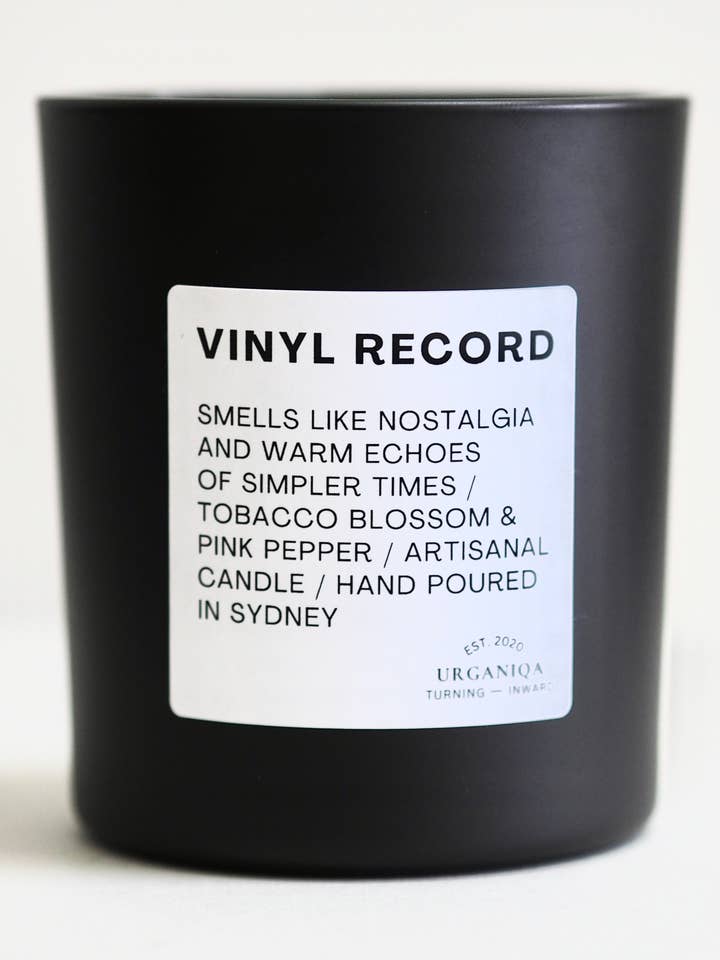 VINYL RECORD
SMELLS LIKE NOSTALGIA
AND WARM ECHOES
OF SIMPLER TIMES /
TOBACCO BLOSSOM &
PINK PEPPER / ARTISANAL
CANDLE / HAND POURED
IN SYDNEY
EST. 2020
URGANIQA
TURNING — INWARD